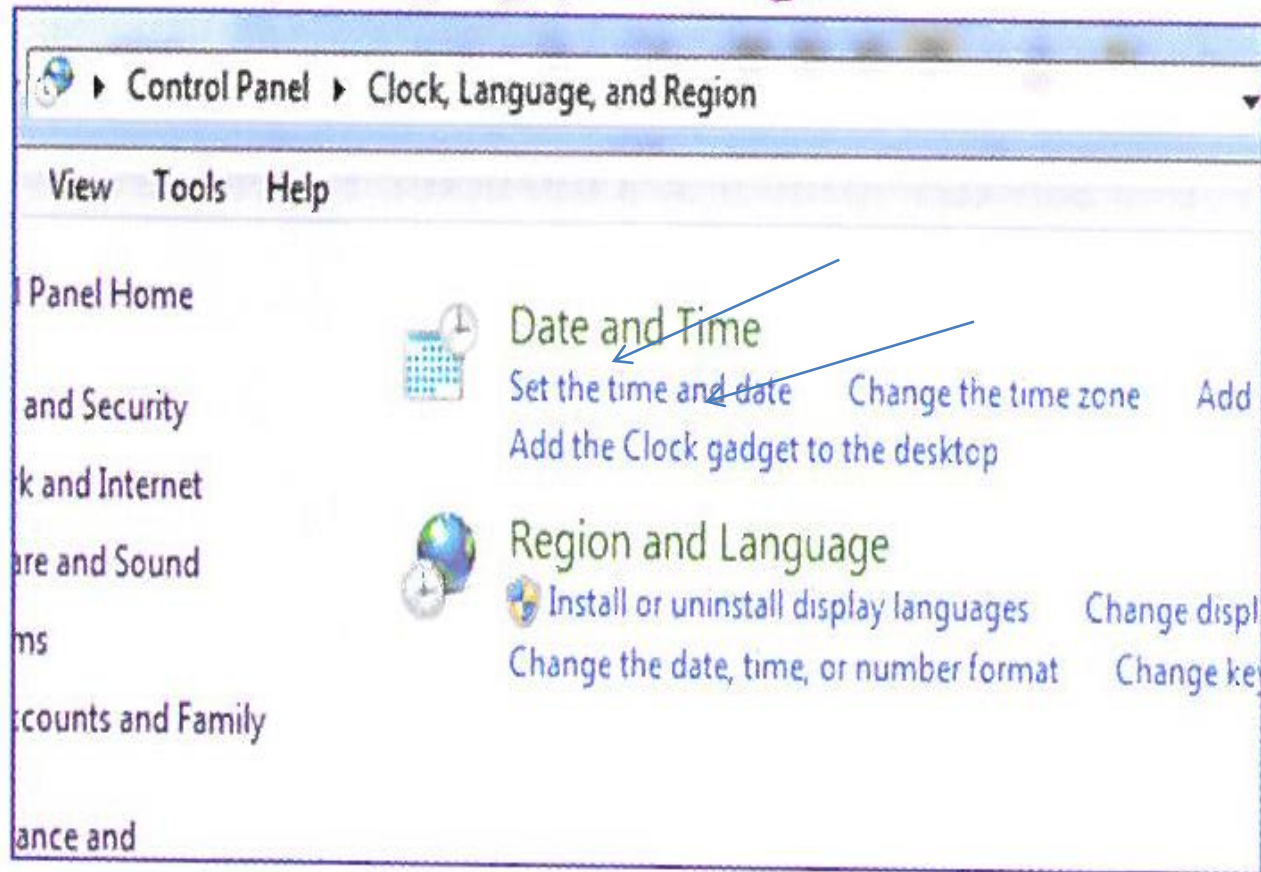 Control Panel ▸ Clock, Language, and Region
View Tools Help
l Panel Home
and Security
k and Internet
are and Sound
ms
ccounts and Family
ance and
Date and Time
Set the time and date Change the time zone Add
Add the Clock gadget to the desktop
Region and Language
Install or uninstall display languages Change displ
Change the date, time, or number format Change key